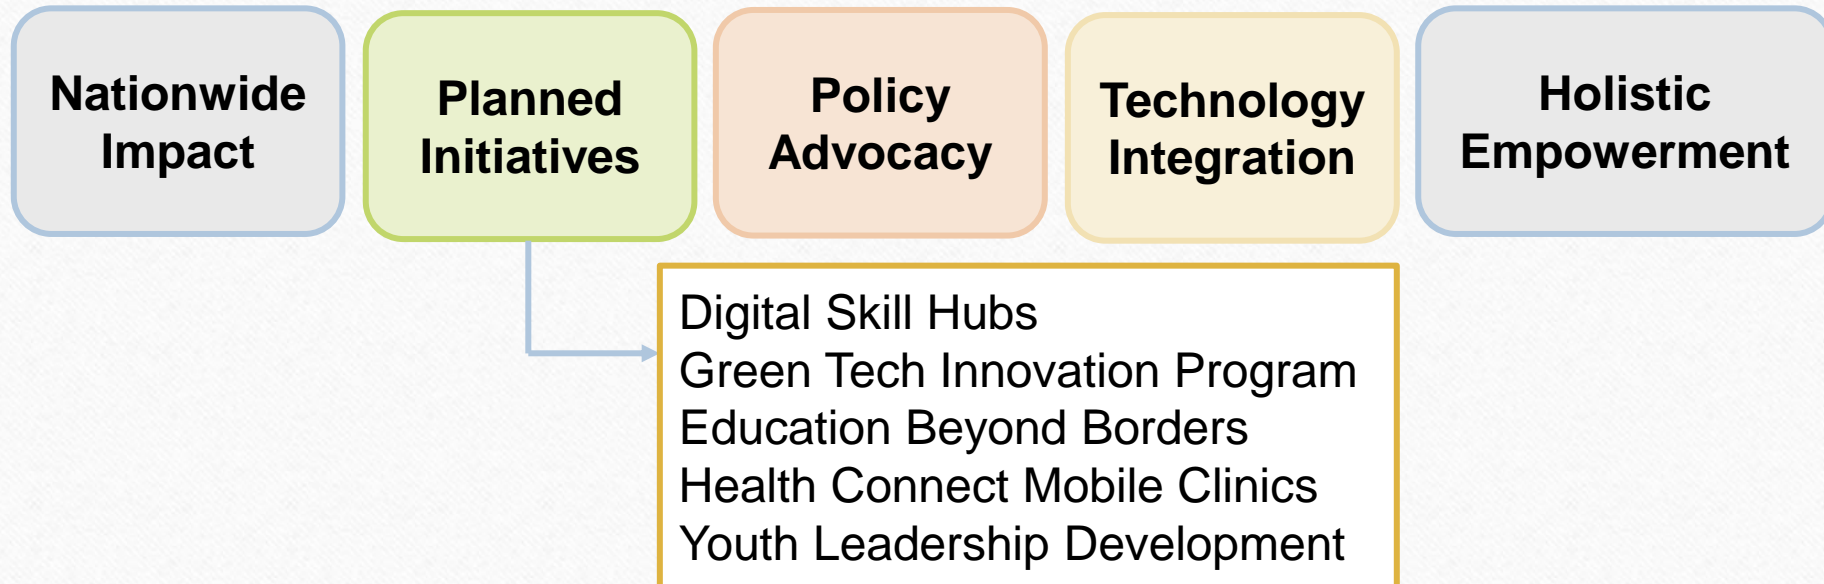 Nationwide
Impact
Planned
Initiatives
Policy
Advocacy
Technology
Integration
Holistic
Empowerment
Digital Skill Hubs
Green Tech Innovation Program
Education Beyond Borders
Health Connect Mobile Clinics
Youth Leadership Development